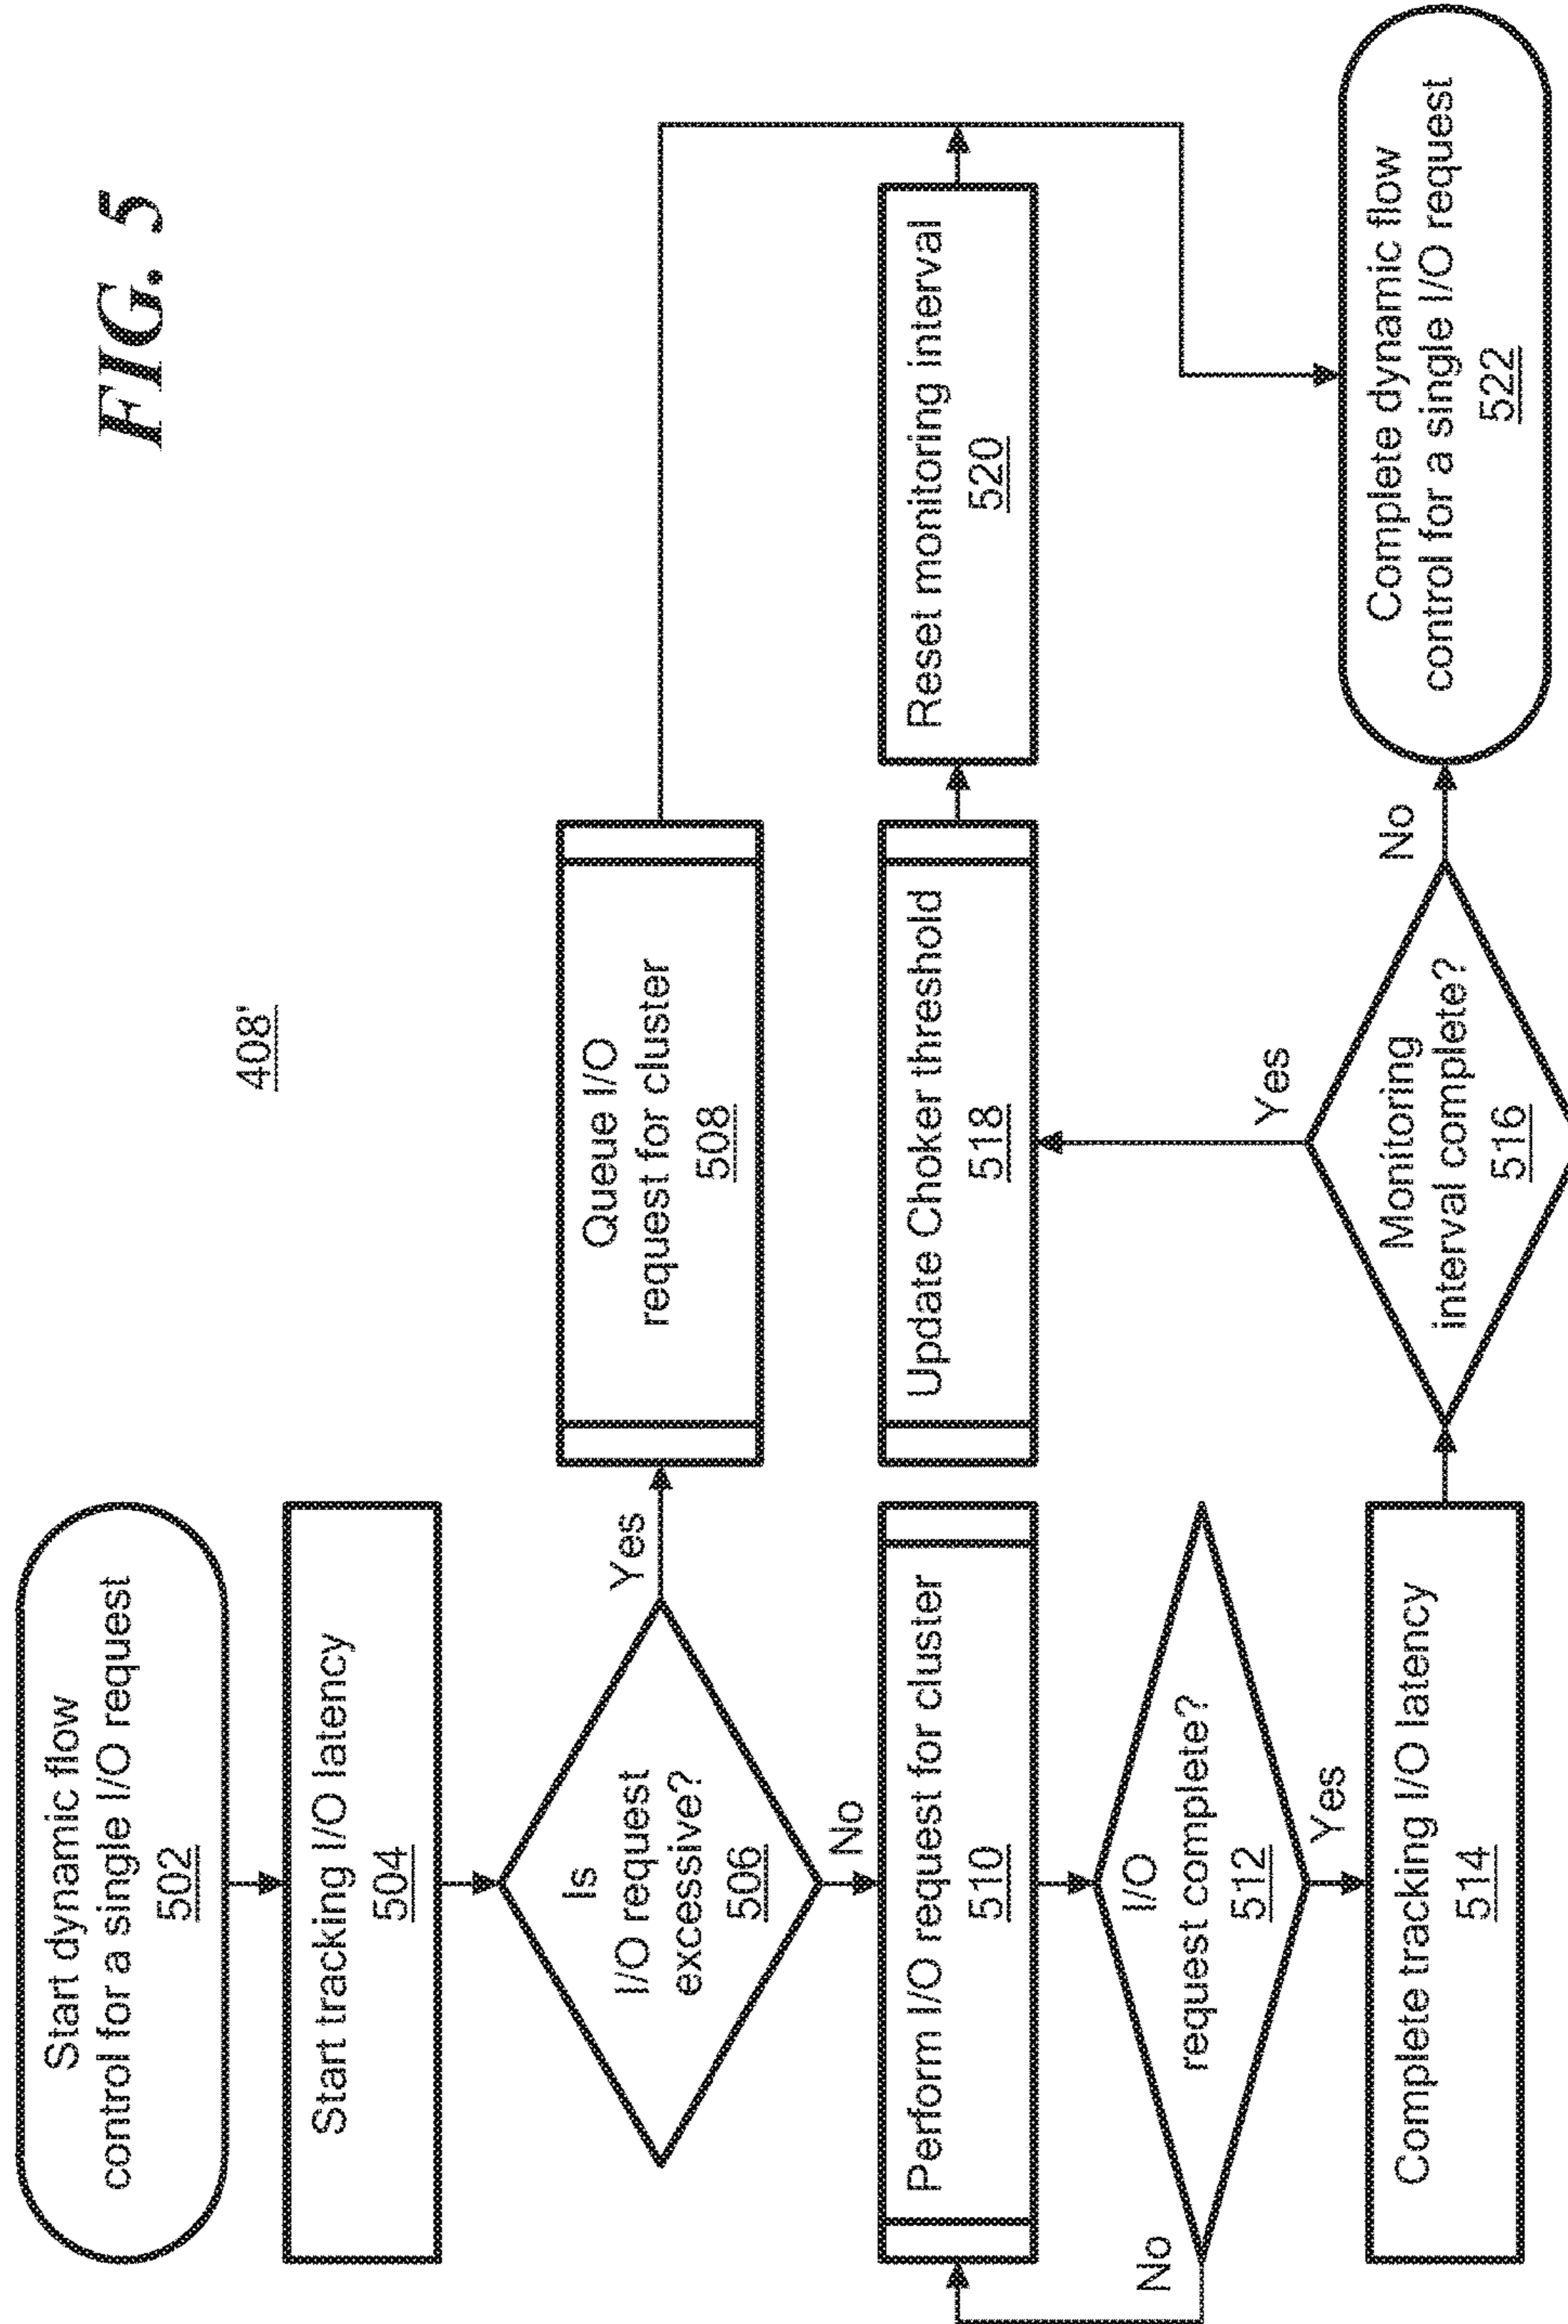 FIG. 5
408'
Start dynamic flow
control for a single I/O request
502
Start tracking I/O latency
504
Is
I/O request
excessive?
506
Yes
Queue I/O
request for cluster
508
No
Perform I/O request for cluster
510
I/O
request complete?
512
No
Yes
Complete tracking I/O latency
514
Monitoring
interval complete?
516
Yes
No
Update Choker threshold
518
Reset monitoring interval
520
Complete dynamic flow
control for a single I/O request
522